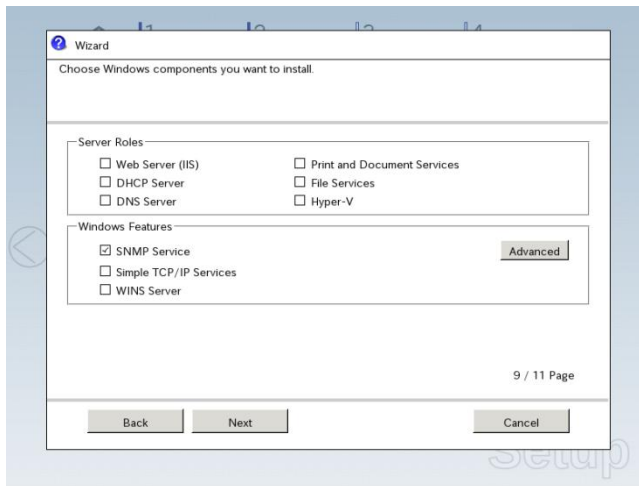 Wizard
Choose Windows components you want to install.
Server Roles
Web Server (IIS)
Print and Document Services
DHCP Server
File Services
DNS Server
Hyper-V
Windows Features
SNMP Service
Advanced
Simple TCP/IP Services
WINS Server
9 / 11 Page
Back
Next
Cancel
Setup